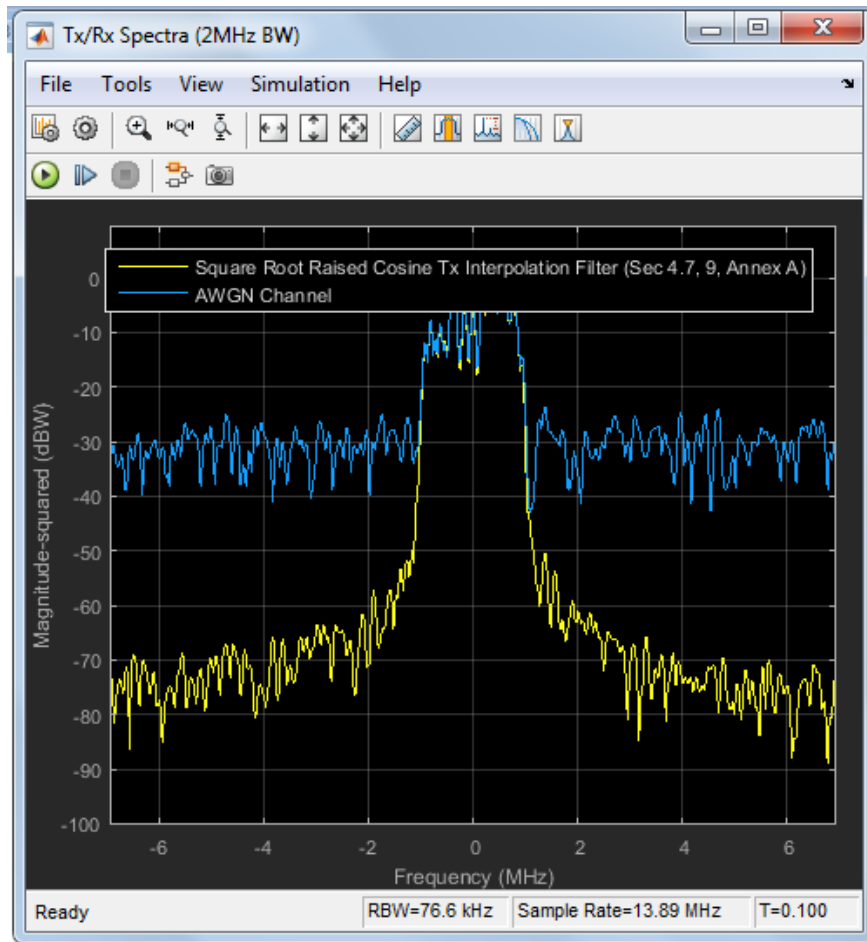 Tx/Rx Spectra (2MHz BW)
File Tools View Simulation Help
Square Root Raised Cosine Tx Interpolation Filter (Sec 4.7, 9, Annex A)
AWGN Channel
0
-10
-20
-30
-40
-50
-60
-70
-80
-90
-100
Magnitude-squared (dBW)
-6 -4 -2 0 2 4 6
Frequency (MHz)
Ready RBW=76.6 kHz Sample Rate=13.89 MHz T=0.100